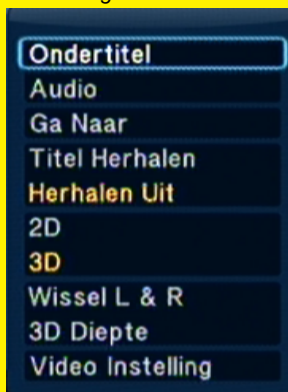 Ondertitel
Audio
Ga Naar
Titel Herhalen
Herhalen Uit
2D
3D
Wissel L & R
3D Diepte
Video Instelling